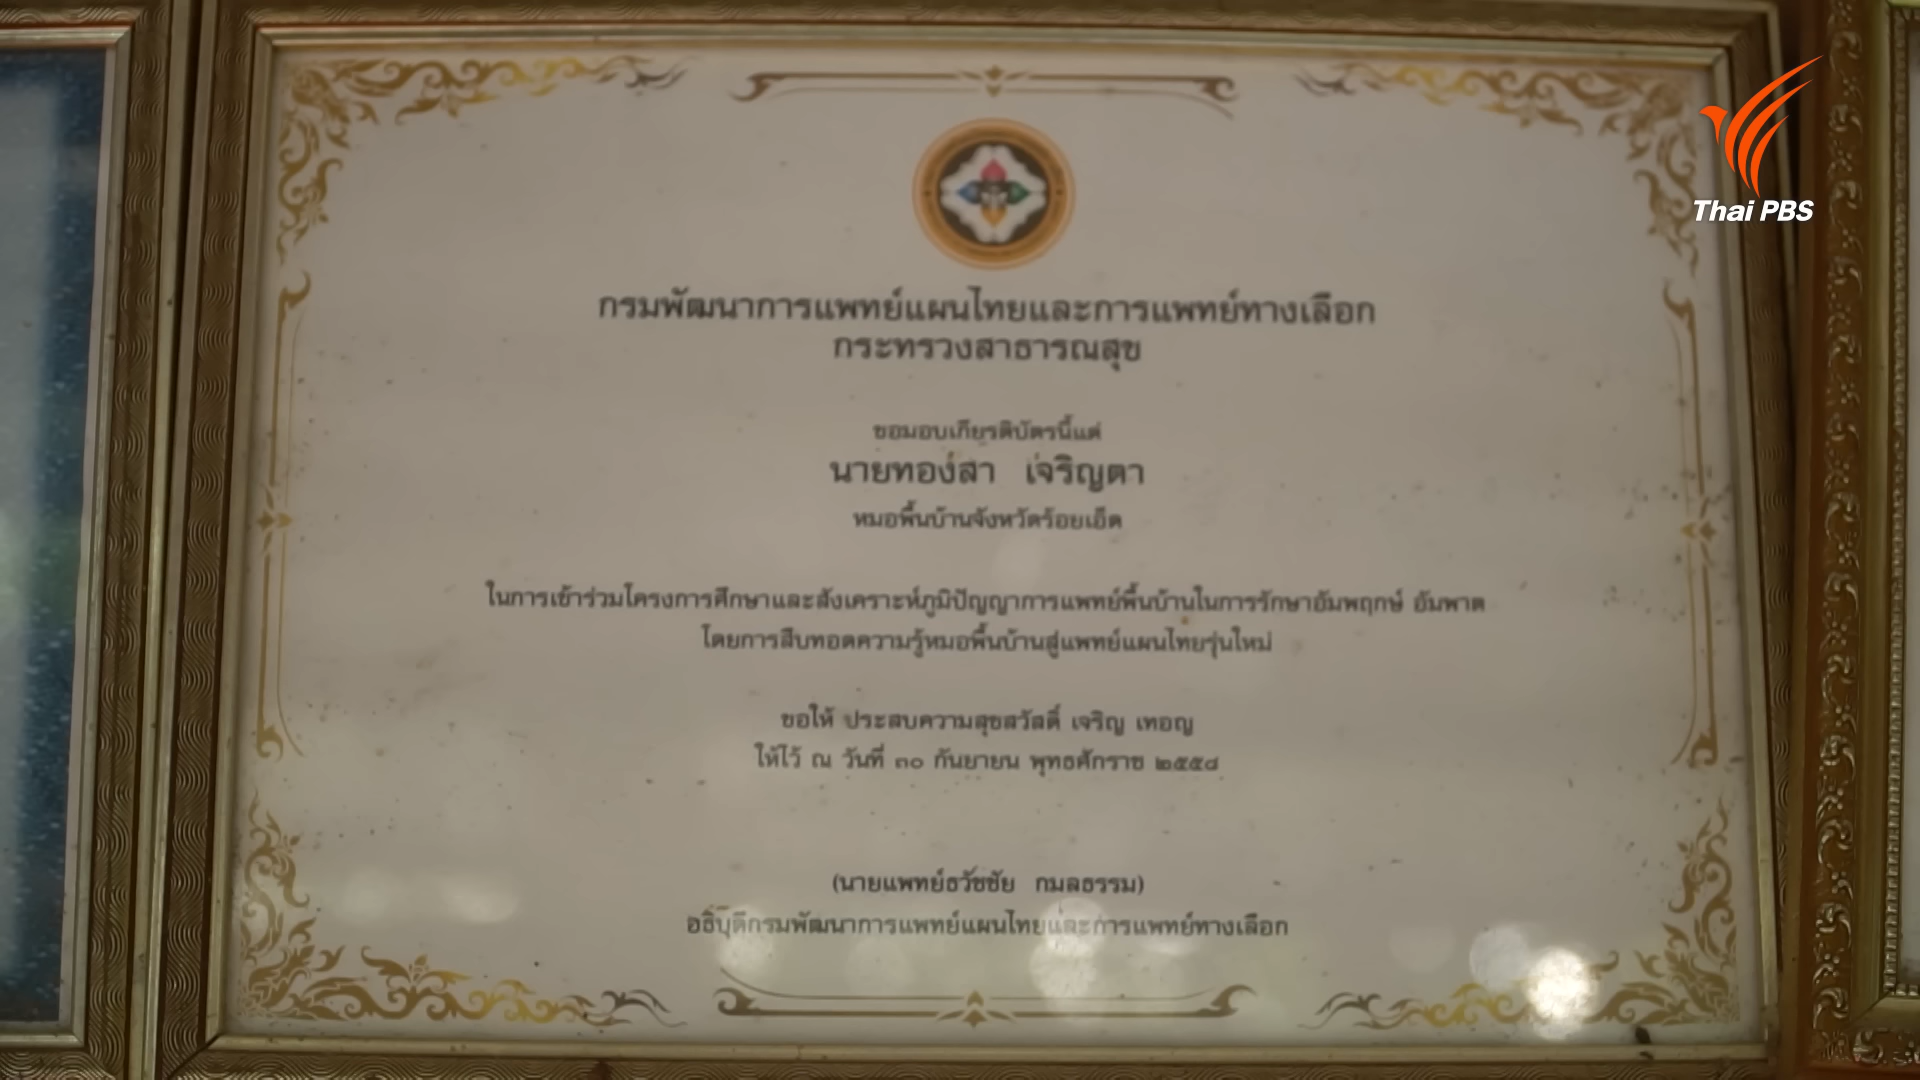 Thai PBS
กรมพัฒนาการแพทย์แผนไทยและการแพทย์ทางเลือก
กระทรวงสาธารณสุข
ขอมอบเกียรติบัตรนี้แด่
นายทองสา เจริญตา
หมอพื้นบ้านจังหวัดร้อยเอ็ด
ในการเข้าร่วมโครงการศึกษาและสังเคราะห์ภูมิปัญญาการแพทย์พื้นบ้านในการรักษาอัมพฤกษ์ อัมพาต
โดยการสืบทอดความรู้หมอพื้นบ้านสู่แพทย์แผนไทยรุ่นใหม่
ขอให้ ประสบความสุขสวัสดิ์ เจริญ เทอญ
ให้ไว้ ณ วันที่ ๓๐ กันยายน พุทธศักราช ๒๕๕๘
(นายแพทย์ธวัชชัย กมลธรรม)
อธิบดีกรมพัฒนาการแพทย์แผนไทยและการแพทย์ทางเลือก